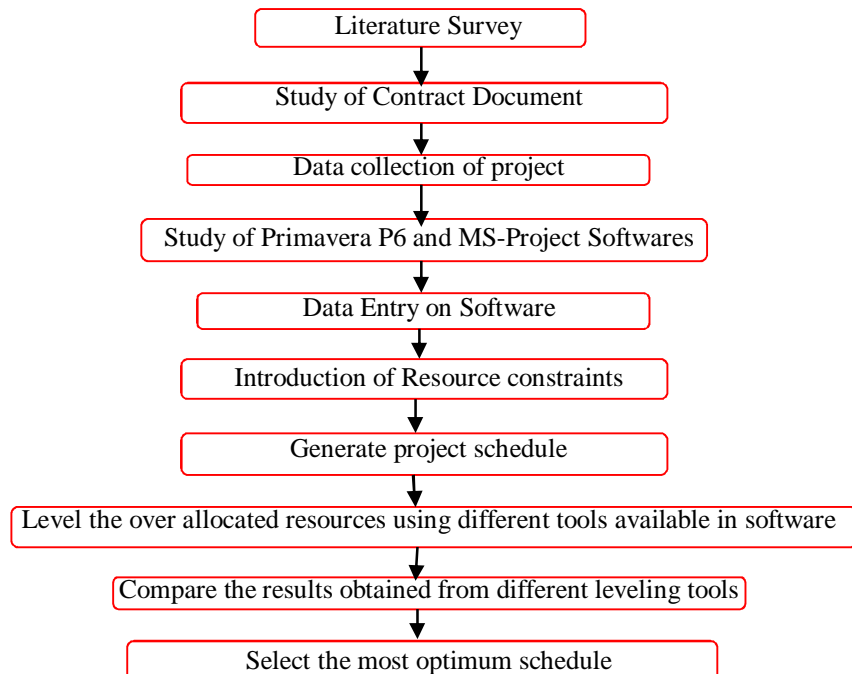 Literature Survey
Study of Contract Document
Data collection of project
Study of Primavera P6 and MS-Project Softwares
Data Entry on Software
Introduction of Resource constraints
Generate project schedule
Level the over allocated resources using different tools available in software
Compare the results obtained from different leveling tools
Select the most optimum schedule